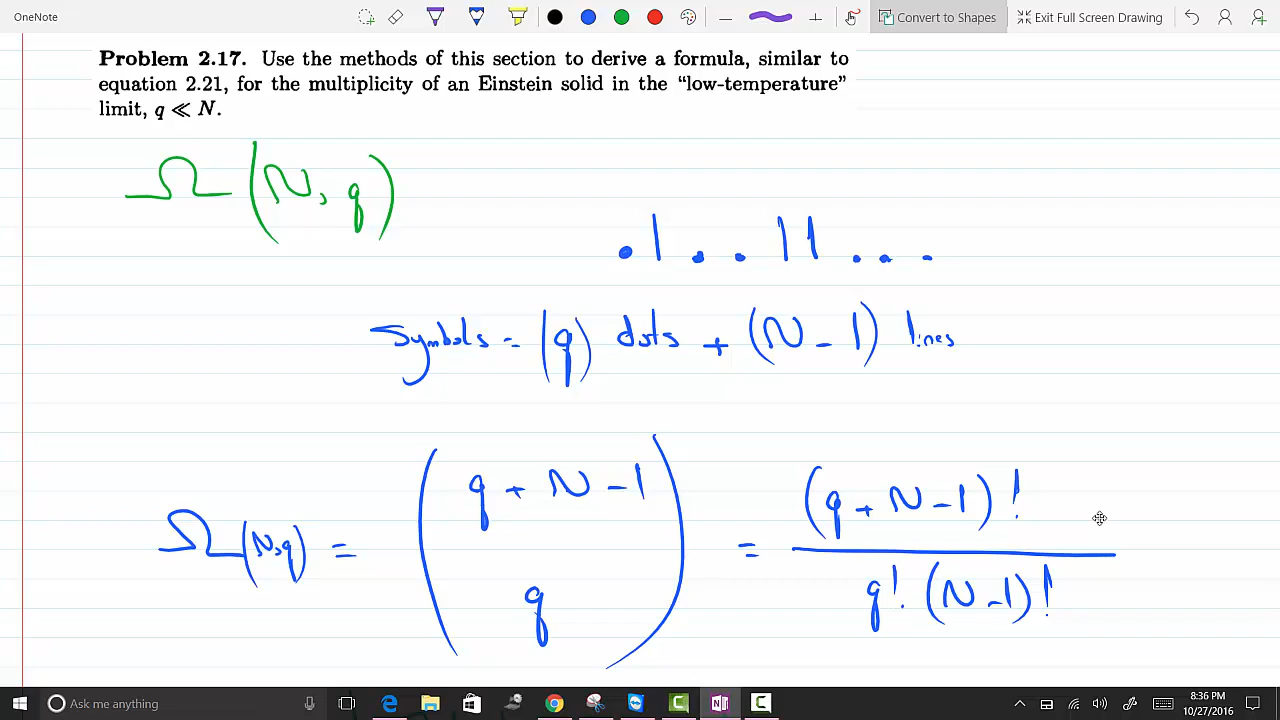 OneNote
Convert to Shapes
Exit Full Screen Drawing
Problem 2.17. Use the methods of this section to derive a formula, similar to
equation 2.21, for the multiplicity of an Einstein solid in the “low-temperature”
limit, q ≪ N.
Ω (N, q)
. | . . | | . . .
Symbols = (q) dots + (N - 1) lines
Ω(N,q) = (q + N - 1 q) = (q + N - 1)! / q! (N - 1)!
Ask me anything
8:36 PM
10/27/2016